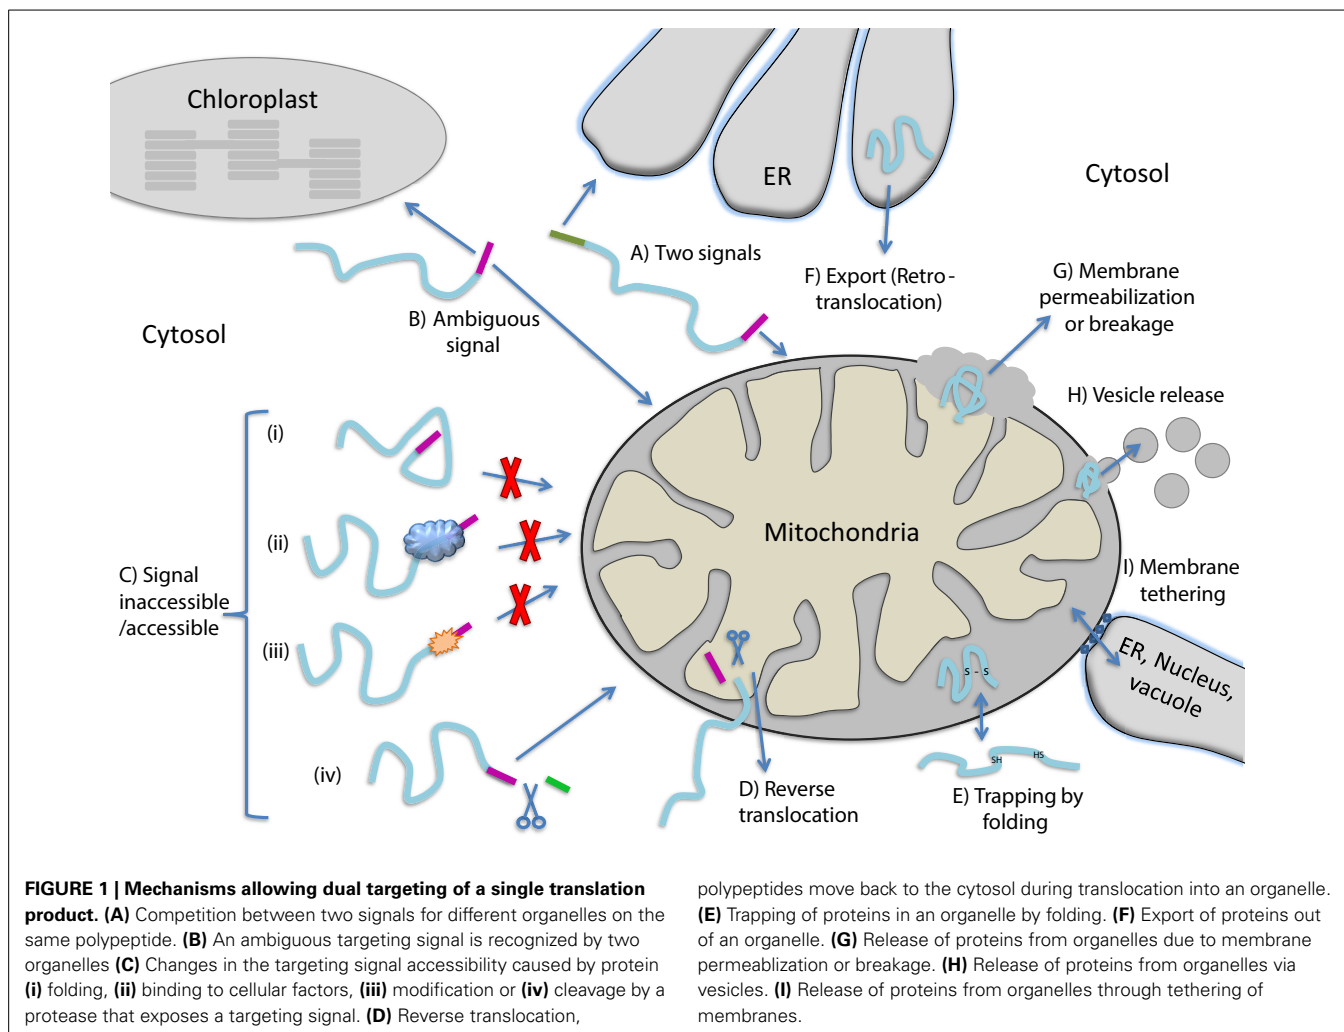 Chloroplast
ER
Cytosol
A) Two signals
F) Export (Retro-
translocation)
G) Membrane
permeabilization
or breakage
B) Ambiguous
signal
Cytosol
H) Vesicle release
(i)
(ii)
Mitochondria
C) Signal
inaccessible
/accessible
I) Membrane
tethering
(iii)
S - S
ER, Nucleus,
vacuole
(iv)
SH
HS
D) Reverse
translocation
E) Trapping by
folding
FIGURE 1 | Mechanisms allowing dual targeting of a single translation
product. (A) Competition between two signals for different organelles on the
same polypeptide. (B) An ambiguous targeting signal is recognized by two
organelles (C) Changes in the targeting signal accessibility caused by protein
(i) folding, (ii) binding to cellular factors, (iii) modification or (iv) cleavage by a
protease that exposes a targeting signal. (D) Reverse translocation,
polypeptides move back to the cytosol during translocation into an organelle.
(E) Trapping of proteins in an organelle by folding. (F) Export of proteins out
of an organelle. (G) Release of proteins from organelles due to membrane
permeablization or breakage. (H) Release of proteins from organelles via
vesicles. (I) Release of proteins from organelles through tethering of
membranes.